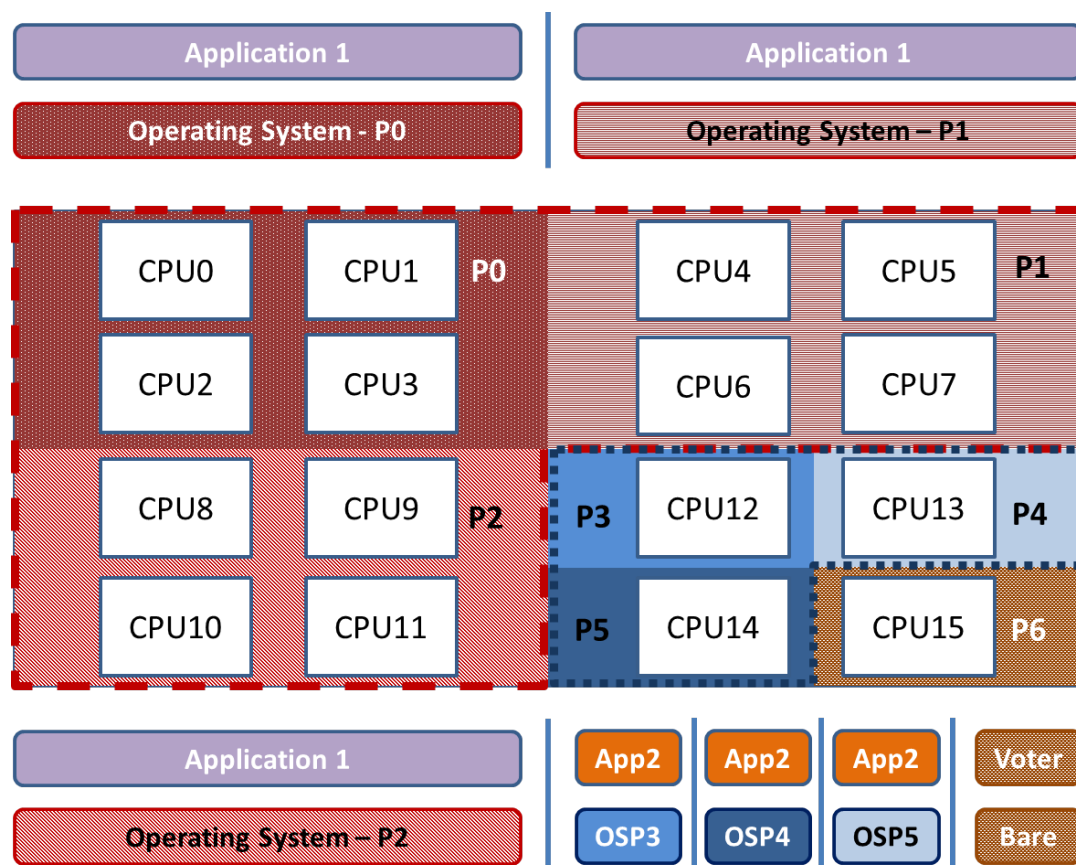 Application 1
Application 1
Operating System - P0
Operating System – P1
CPU0
CPU1
P0
CPU4
CPU5
P1
CPU2
CPU3
CPU6
CPU7
CPU8
CPU9
P2
P3
CPU12
CPU13
P4
CPU10
CPU11
P5
CPU14
CPU15
P6
Application 1
App2
App2
App2
Voter
Operating System – P2
OSP3
OSP4
OSP5
Bare